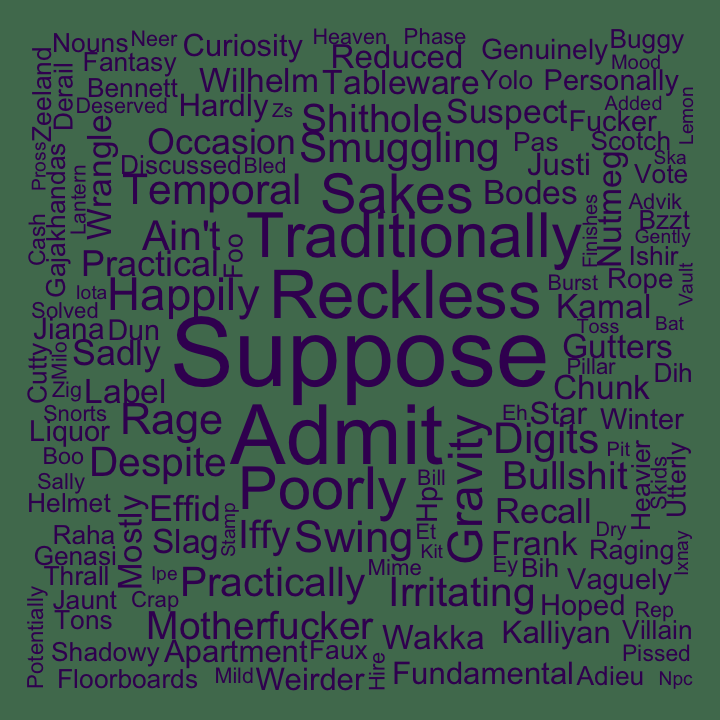 Nouns Neer Curiosity Heaven Phase Genuinely Buggy
Zeeland Derail Fantasy Reduced Mood
Bennett Wilhelm Tableware Yolo Personally
Deserved Hardly Zs Shithole Suspect Fucker Added Lemon
Pross Wrangle Occasion Smuggling Pas Scotch
Gajakhandas Lantern Discussed Bled Justi Nutmeg Ska Vote
Temporal Sakes Bodes Advik
Cash Ain't Foo Traditionally Finishes Bzzt Gently
Practical Ishir
Iota Happily Reckless Burst Rope Vault
Solved Kamal
Jiana Dun Suppose Toss Bat
Cutty Milo Sadly Gutters
Pillar Dih
Zig Label Chunk
Snorts Rage Admit Eh Star Winter
Liquor Gravity Digits
Boo Despite Pit Heavier Skids Utterly
Sally Poorly Bill Bullshit
Helmet Mostly Effid Stamp Hp Recall
Raha Slag Iffy Swing Et Frank Dry Raging Ixnay
Genasi Kit
Thrall Ipe Practically Mime Ey Bih Vaguely
Potentially Jaunt Crap Irritating Hoped Rep
Tons Motherfucker Wakka Kalliyan Villain
Shadowy Apartment Faux Hire Pissed
Floorboards Mild Weirder Fundamental Adieu Npc